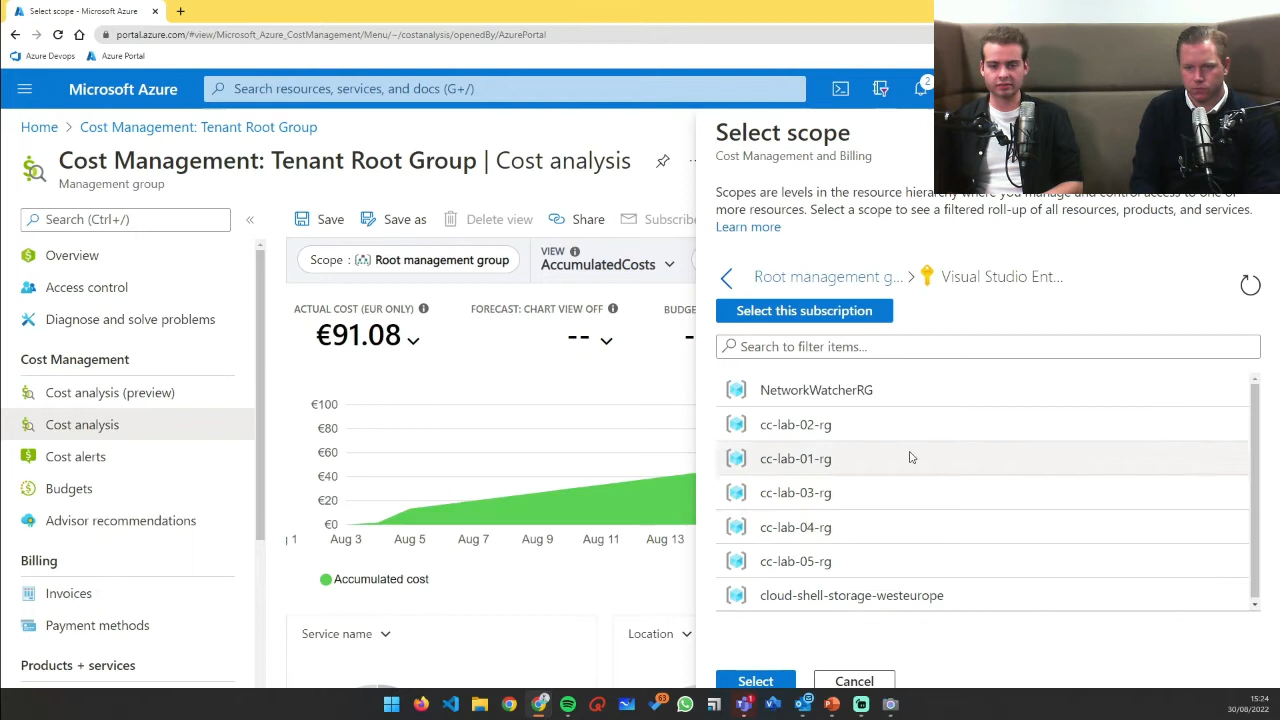 Select scope - Microsoft Azure
portal.azure.com/#view/Microsoft_Azure_CostManagement/Menu/~/costanalysis/openedBy/AzurePortal
Azure Devops
Azure Portal
Microsoft Azure
Search resources, services, and docs (G+/)
2
Home > Cost Management: Tenant Root Group
Cost Management: Tenant Root Group | Cost analysis
Management group
Search (Ctrl+/)
Overview
Access control
Diagnose and solve problems
Cost Management
Cost analysis (preview)
Cost analysis
Cost alerts
Budgets
Advisor recommendations
Billing
Invoices
Payment methods
Products + services
Save
Save as
Delete view
Share
Subscribe
Scope : Root management group
VIEW
AccumulatedCosts
ACTUAL COST (EUR ONLY)
€91.08
FORECAST: CHART VIEW OFF
--
BUDGE
€100
€80
€60
€40
€20
€0
1 Aug 3 Aug 5 Aug 7 Aug 9 Aug 11 Aug 13
Accumulated cost
Service name
Location
Select scope
Cost Management and Billing
Scopes are levels in the resource hierarchy where you manage and control access to one or
more resources. Select a scope to see a filtered roll-up of all resources, products, and services.
Learn more
Root management g... > Visual Studio Ent...
Select this subscription
Search to filter items...
NetworkWatcherRG
cc-lab-02-rg
cc-lab-01-rg
cc-lab-03-rg
cc-lab-04-rg
cc-lab-05-rg
cloud-shell-storage-westeurope
Select
Cancel
63
15:24
30/08/2022